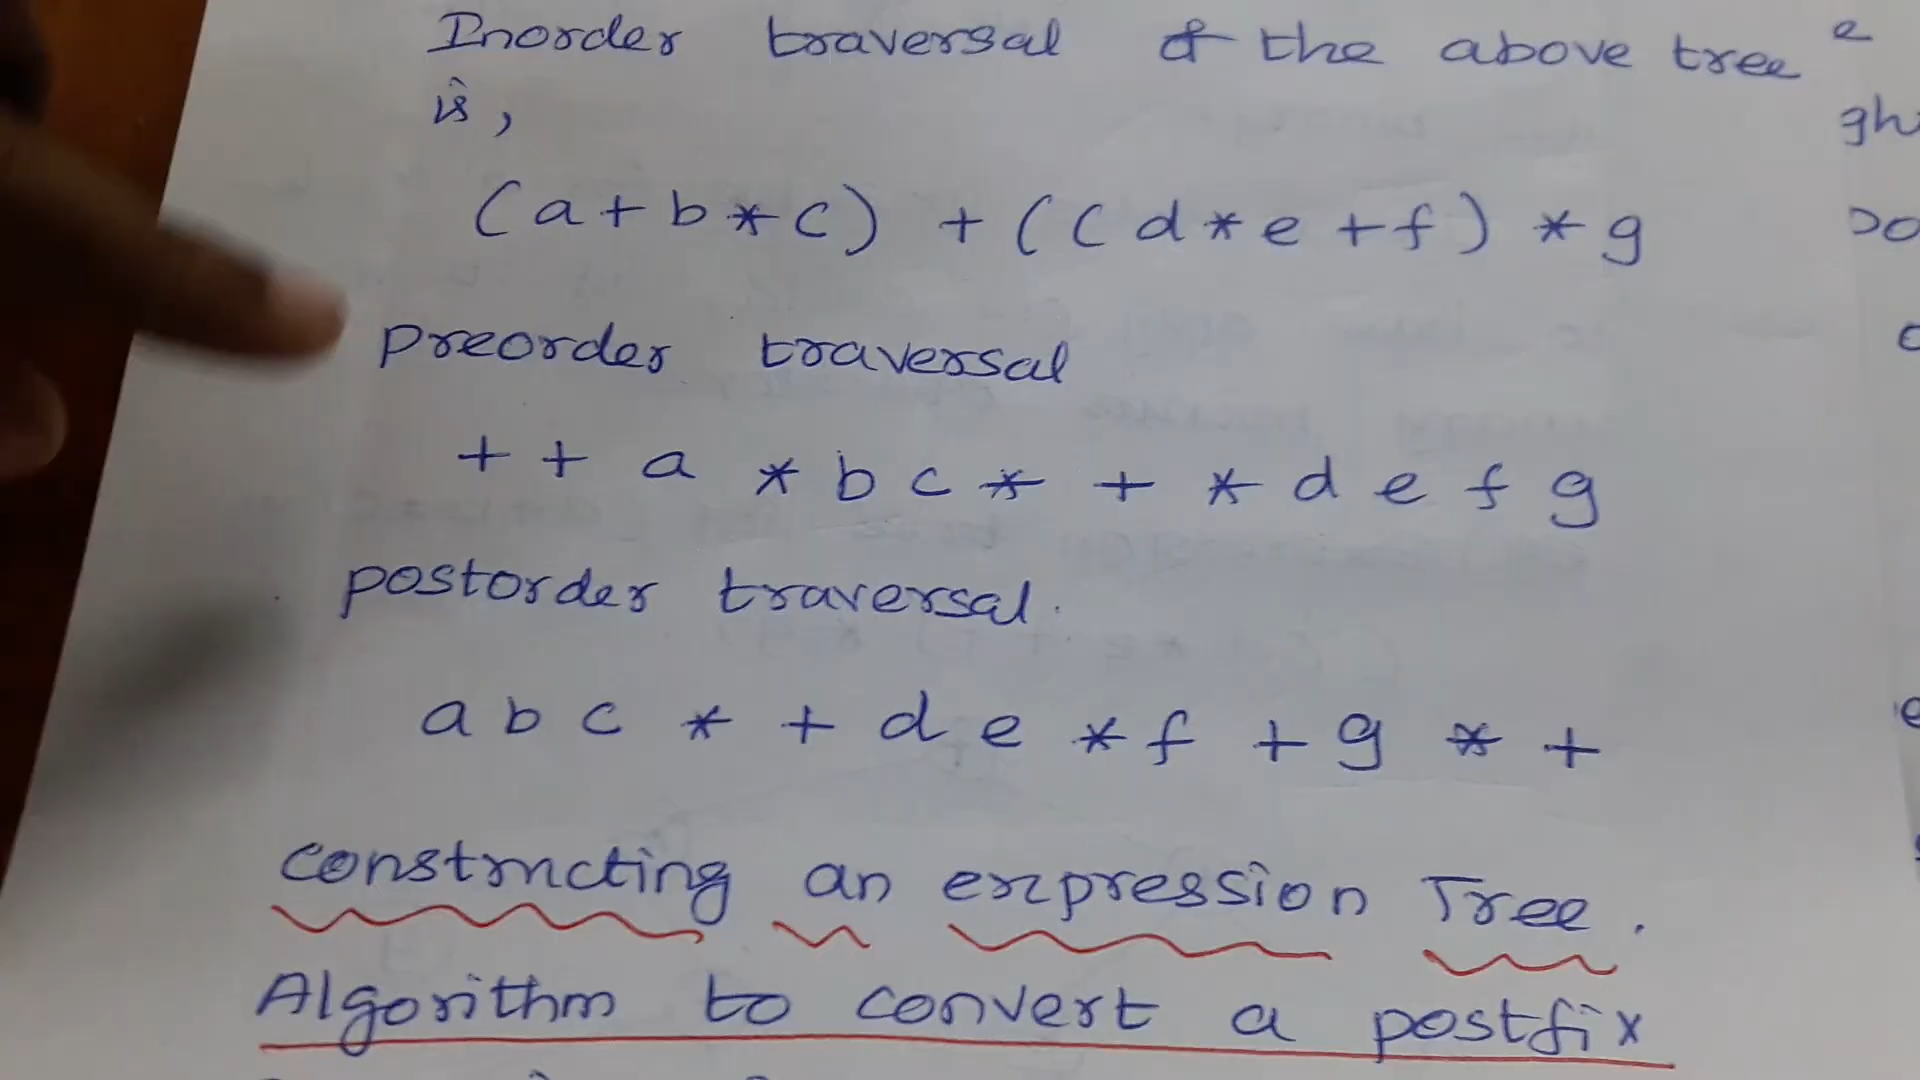 Inorder traversal of the above tree
is,
(a+b*c) + ((d*e+f) * g
preorder traversal
+ + a * b c * + * d e f g
postorder traversal.
a b c * + d e * f + g * +
constructing an expression Tree.
Algorithm to convert a postfix